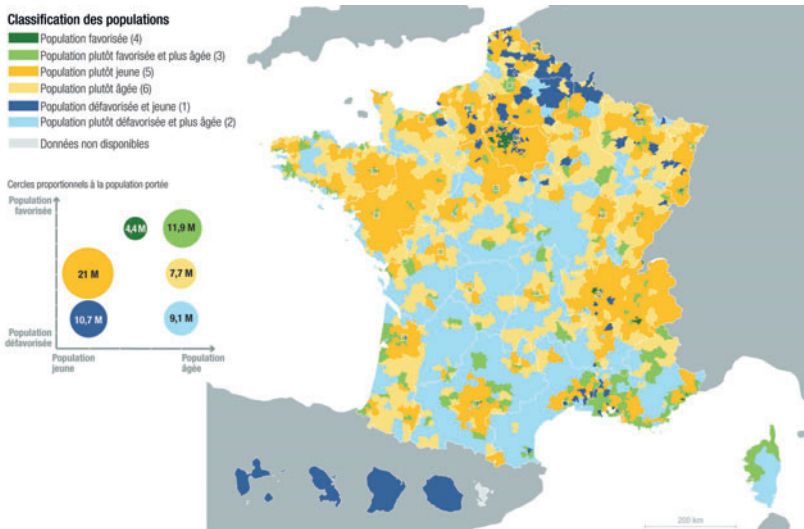 Classification des populations
Population favorisée (4)
Population plutôt favorisée et plus âgée (3)
Population plutôt jeune (5)
Population plutôt âgée (6)
Population défavorisée et jeune (1)
Population plutôt défavorisée et plus âgée (2)
Données non disponibles
Cercles proportionnels à la population portée
Population
favorisée
4,4 M
11,9 M
21 M
7,7 M
10,7 M
9,1 M
Population
défavorisée
Population
jeune
Population
âgée
200 km